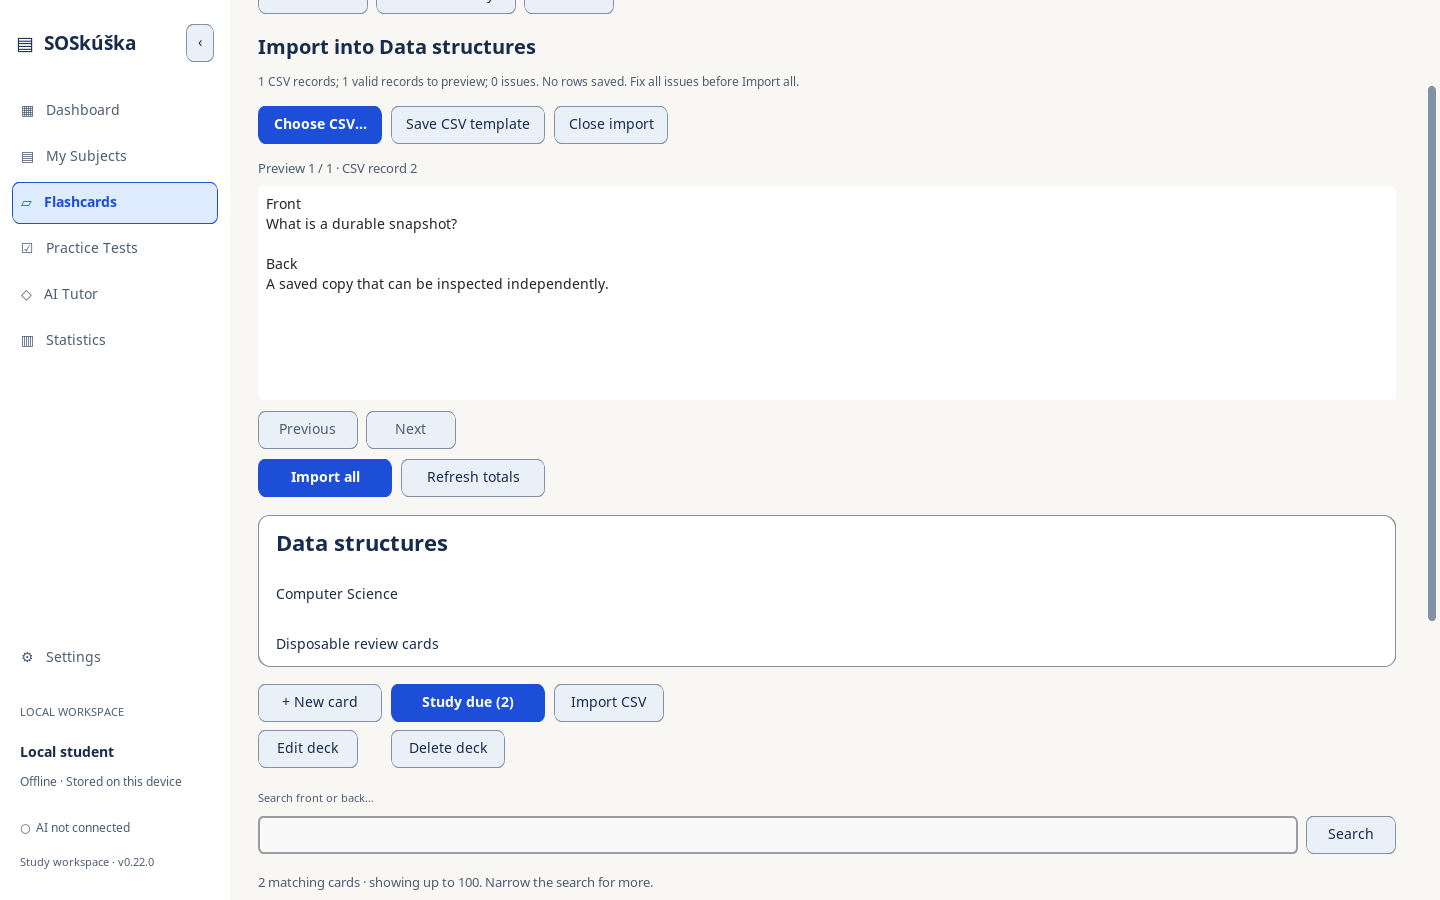 SOSkúška
‹
Dashboard
My Subjects
Flashcards
Practice Tests
AI Tutor
Statistics
Settings
LOCAL WORKSPACE
Local student
Offline · Stored on this device
AI not connected
Study workspace · v0.22.0
Import into Data structures
1 CSV records; 1 valid records to preview; 0 issues. No rows saved. Fix all issues before Import all.
Choose CSV... Save CSV template Close import
Preview 1 / 1 · CSV record 2
Front
What is a durable snapshot?
Back
A saved copy that can be inspected independently.
Previous Next
Import all Refresh totals
Data structures
Computer Science
Disposable review cards
+ New card Study due (2) Import CSV
Edit deck Delete deck
Search front or back...
Search
2 matching cards · showing up to 100. Narrow the search for more.